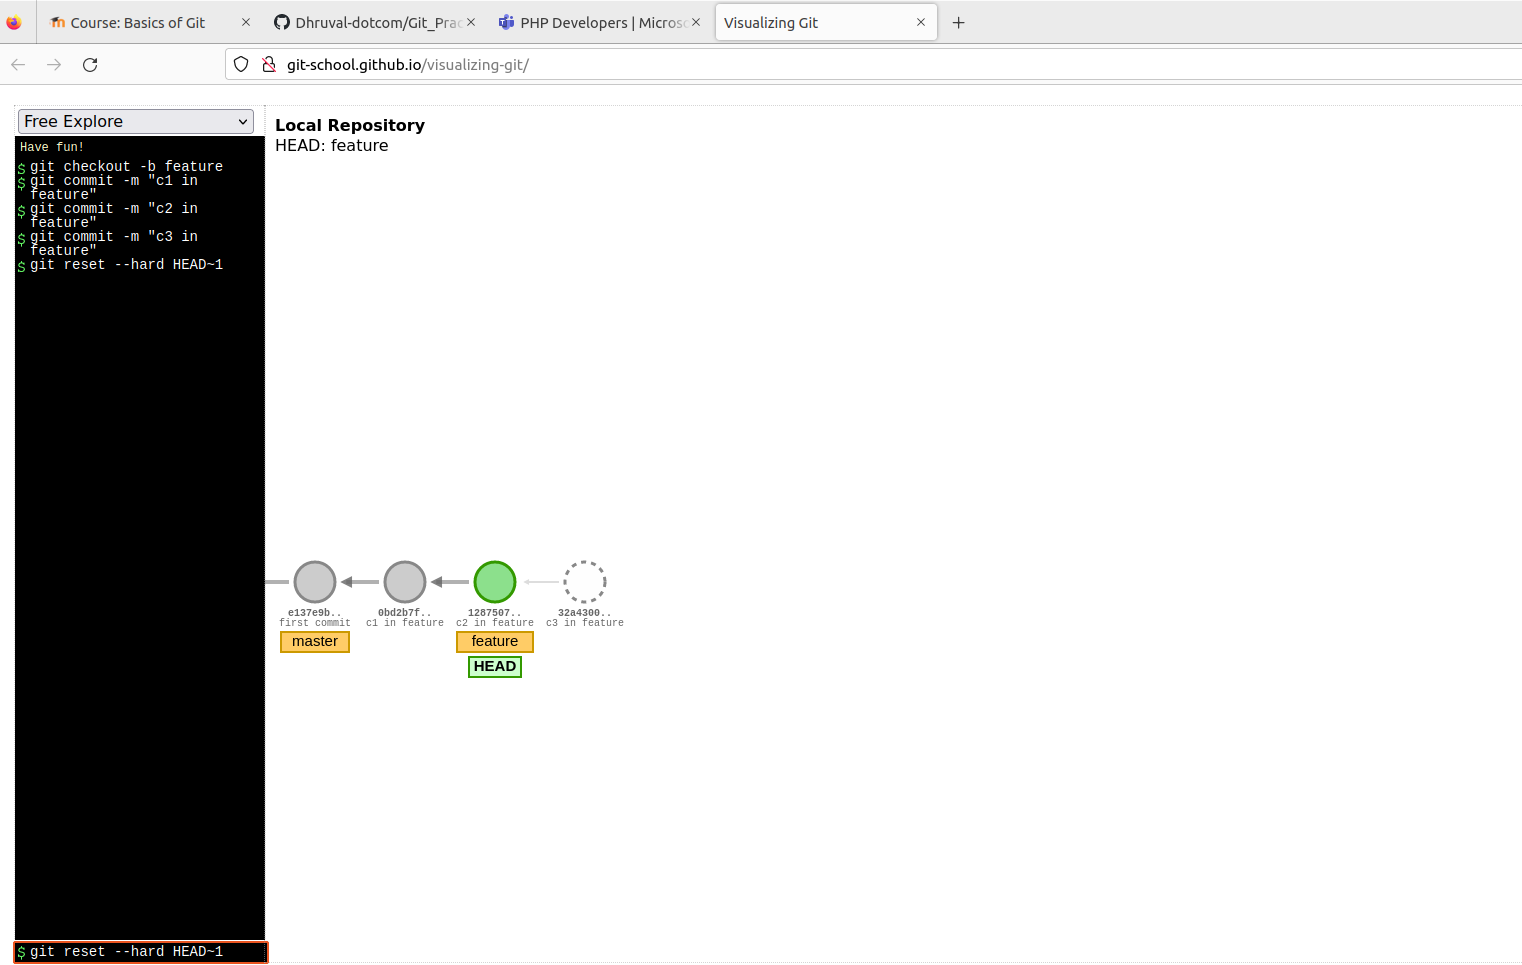 Course: Basics of Git
Dhruval-dotcom/Git_Prac
PHP Developers | Microso
Visualizing Git
git-school.github.io/visualizing-git/
Free Explore
Have fun!
$ git checkout -b feature
$ git commit -m "c1 in
feature"
$ git commit -m "c2 in
feature"
$ git commit -m "c3 in
feature"
$ git reset --hard HEAD~1
$ git reset --hard HEAD~1
Local Repository
HEAD: feature
e137e9b.. 0bd2b7f.. 1287507.. 32a4300..
first commit c1 in feature c2 in feature c3 in feature
master feature
HEAD